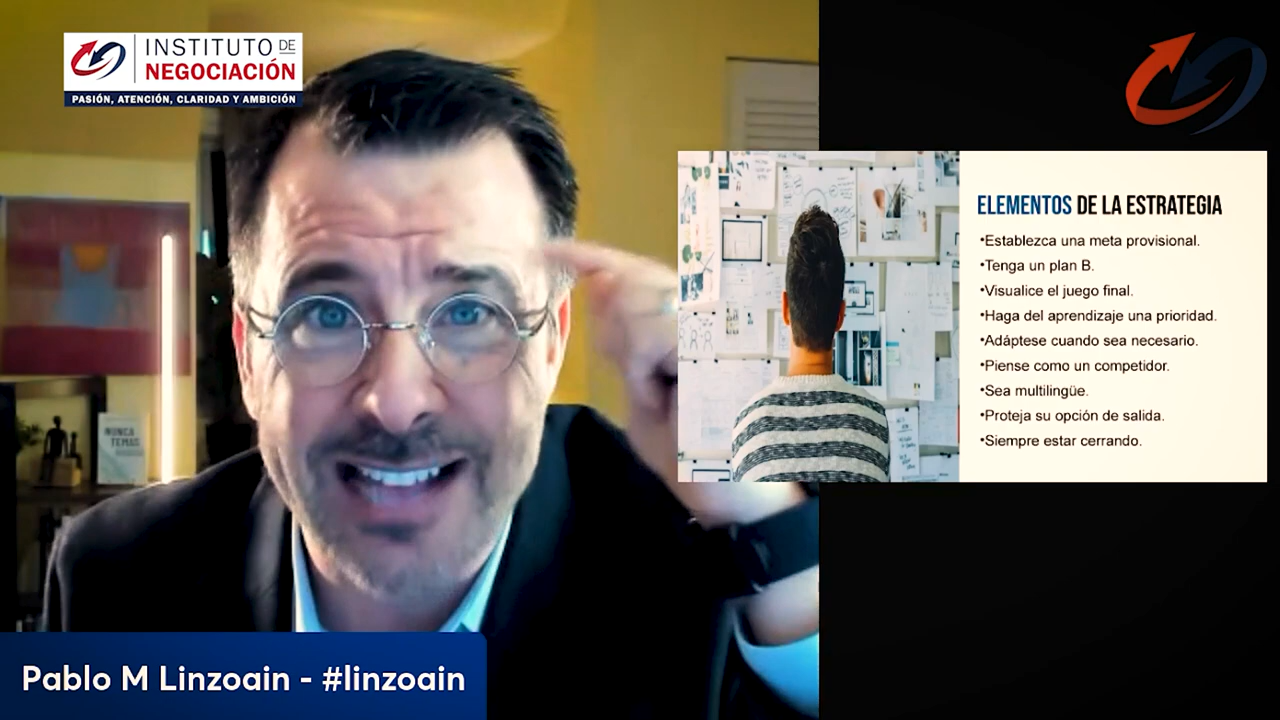 INSTITUTO DE
NEGOCIACIÓN
PASIÓN, ATENCIÓN, CLARIDAD Y AMBICIÓN
NUNCA
TEMAS
ELEMENTOS DE LA ESTRATEGIA
•Establezca una meta provisional.
•Tenga un plan B.
•Visualice el juego final.
•Haga del aprendizaje una prioridad.
•Adáptese cuando sea necesario.
•Piense como un competidor.
•Sea multilingüe.
•Proteja su opción de salida.
•Siempre estar cerrando.
Pablo M Linzoain - #linzoain